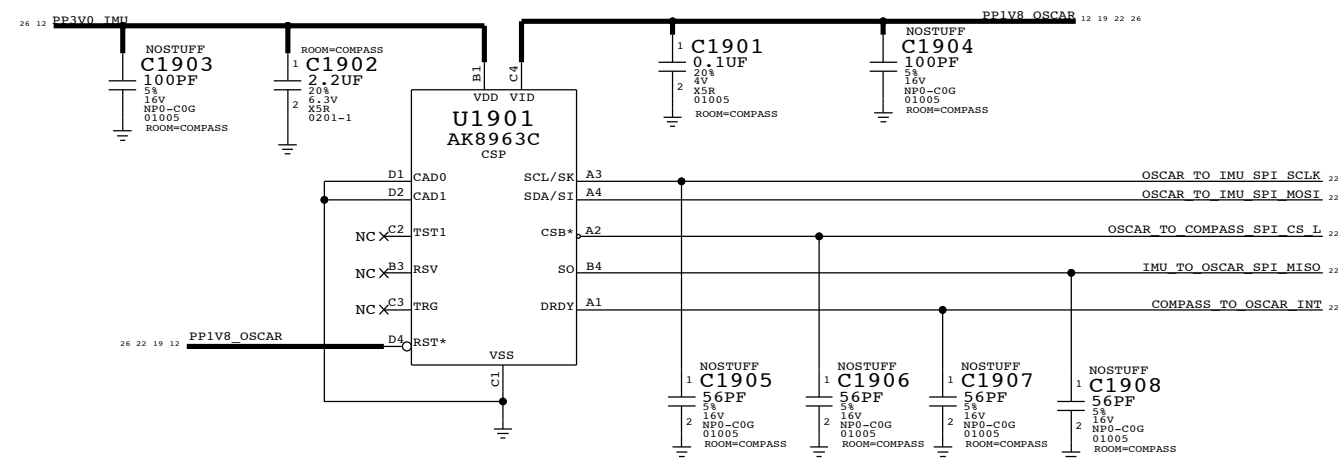 26 12 PP3V0_IMU
PP1V8_OSCAR 12 19 22 26
NOSTUFF
C1903
100PF
5%
16V
NP0-C0G
01005
ROOM=COMPASS
ROOM=COMPASS
1 C1902
2.2UF
20%
2 6.3V
X5R
0201-1
B1
C4
1 C1901
0.1UF
20%
4V
2 X5R
01005
ROOM=COMPASS
NOSTUFF
C1904
100PF
5%
16V
NP0-C0G
01005
ROOM=COMPASS
VDD VID
U1901
AK8963C
CSP
D1 CAD0
D2 CAD1
NC C2 TST1
NC B3 RSV
NC C3 TRG
26 22 19 12 PP1V8_OSCAR D4 RST*
SCL/SK A3 OSCAR_TO_IMU_SPI_SCLK 22
SDA/SI A4 OSCAR_TO_IMU_SPI_MOSI 22
CSB* A2 OSCAR_TO_COMPASS_SPI_CS_L 22
SO B4 IMU_TO_OSCAR_SPI_MISO 22
DRDY A1 COMPASS_TO_OSCAR_INT 22
VSS
C1
NOSTUFF
1 C1905
56PF
5%
16V
2 NP0-C0G
01005
ROOM=COMPASS
NOSTUFF
1 C1906
56PF
5%
16V
2 NP0-C0G
01005
ROOM=COMPASS
NOSTUFF
1 C1907
56PF
5%
16V
2 NP0-C0G
01005
ROOM=COMPASS
NOSTUFF
1 C1908
56PF
5%
16V
2 NP0-C0G
01005
ROOM=COMPASS